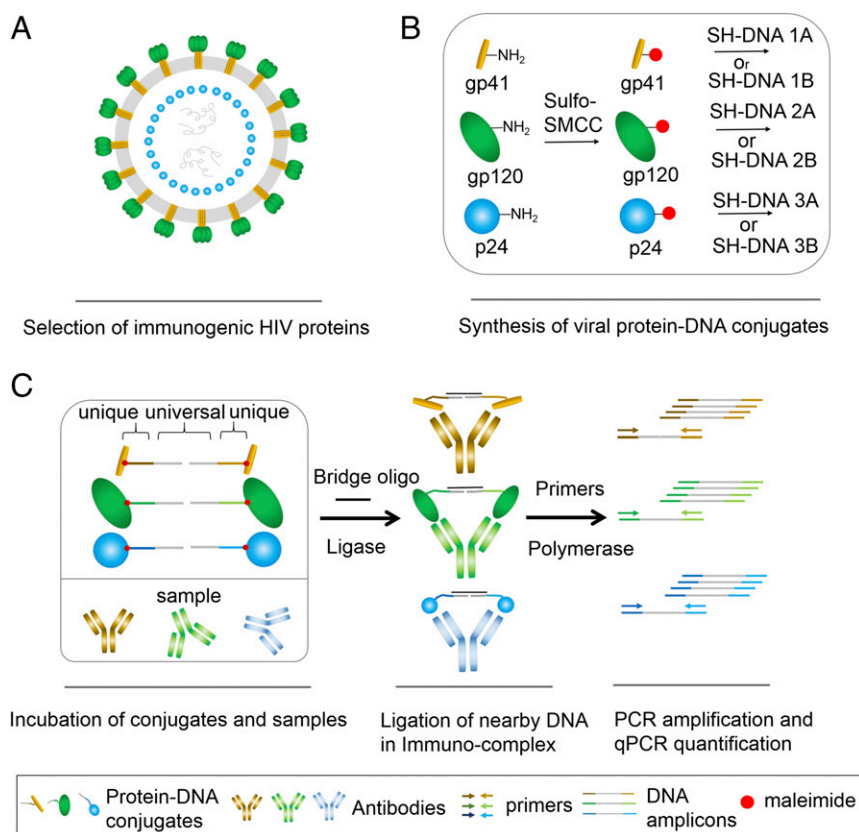 A
Selection of immunogenic HIV proteins
B
gp41
NH2
gp120
NH2
p24
NH2
Sulfo-
SMCC
gp41
gp120
p24
SH-DNA 1A
Or
SH-DNA 1B
SH-DNA 2A
or
SH-DNA 2B
SH-DNA 3A
or
SH-DNA 3B
Synthesis of viral protein-DNA conjugates
C
unique universal unique
sample
Incubation of conjugates and samples
Bridge oligo
Ligase
Ligation of nearby DNA
in Immuno-complex
Primers
Polymerase
PCR amplification and
qPCR quantification
Protein-DNA
conjugates
Antibodies
primers
DNA
amplicons
maleimide